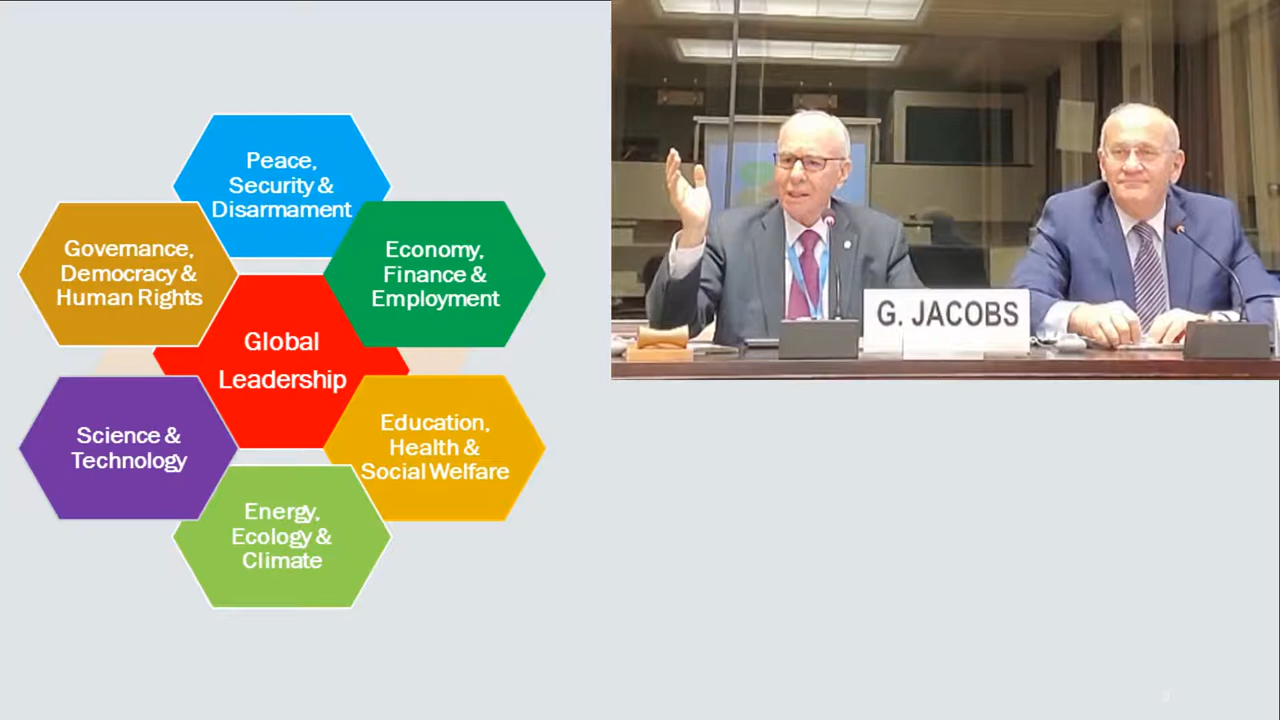 Peace,
Security &
Disarmament
Governance,
Democracy &
Human Rights
Economy,
Finance &
Employment
Global
Leadership
Science &
Technology
Education,
Health &
Social Welfare
Energy,
Ecology &
Climate
G. JACOBS
3